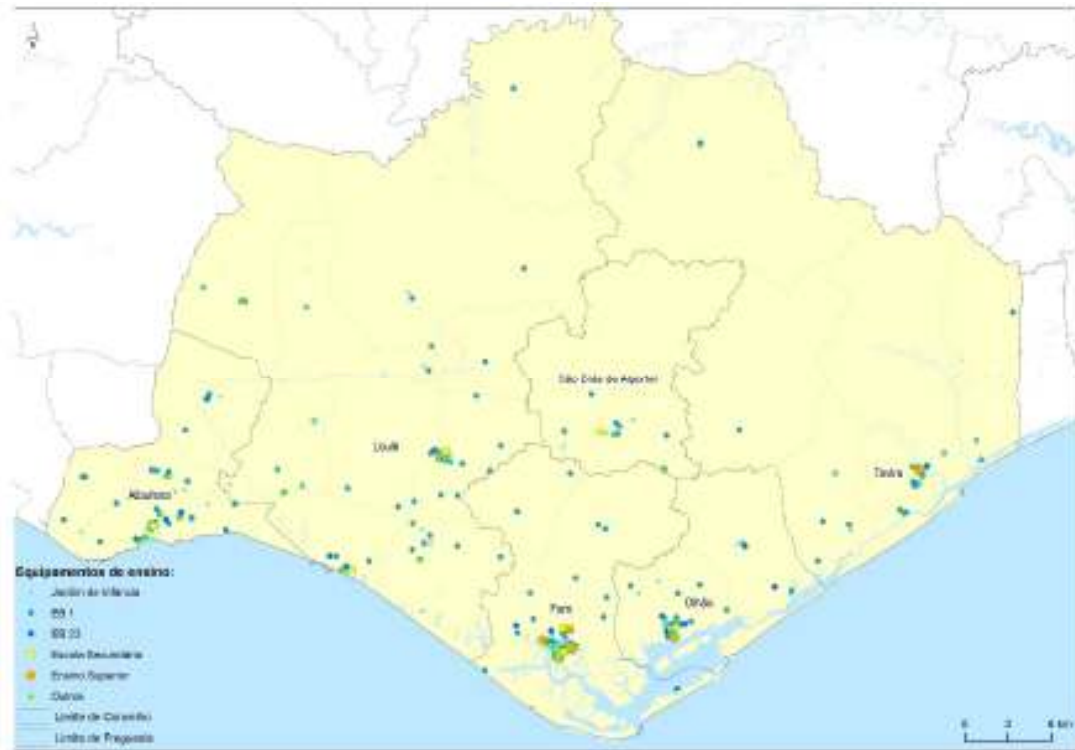 São Brás de Alportel
Loulé
Tavira
Albufeira
Equipamentos de ensino:
Jardim de Infância
EB 1
Olhão
Faro
EB 23
Escola Secundária
Ensino Superior
Outros
Limite de Concelho
Limite de Freguesia
0
6 km